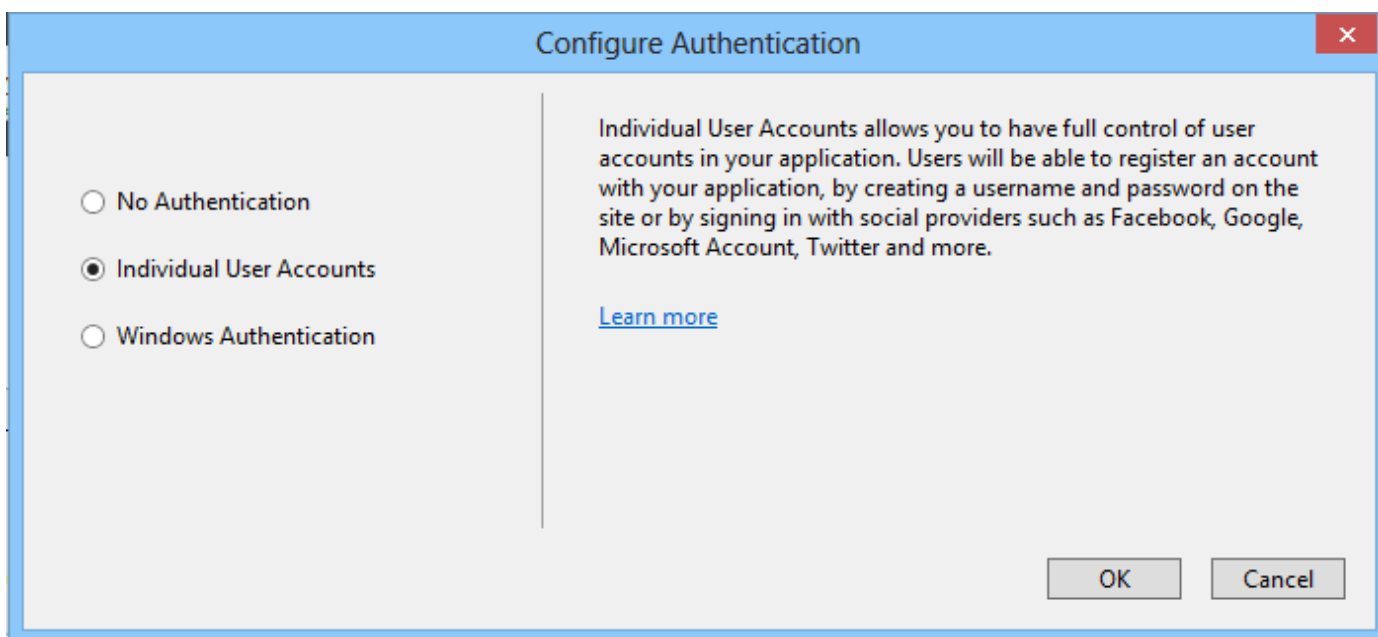 Configure Authentication
No Authentication
Individual User Accounts
Windows Authentication
Individual User Accounts allows you to have full control of user
accounts in your application. Users will be able to register an account
with your application, by creating a username and password on the
site or by signing in with social providers such as Facebook, Google,
Microsoft Account, Twitter and more.
Learn more
OK
Cancel